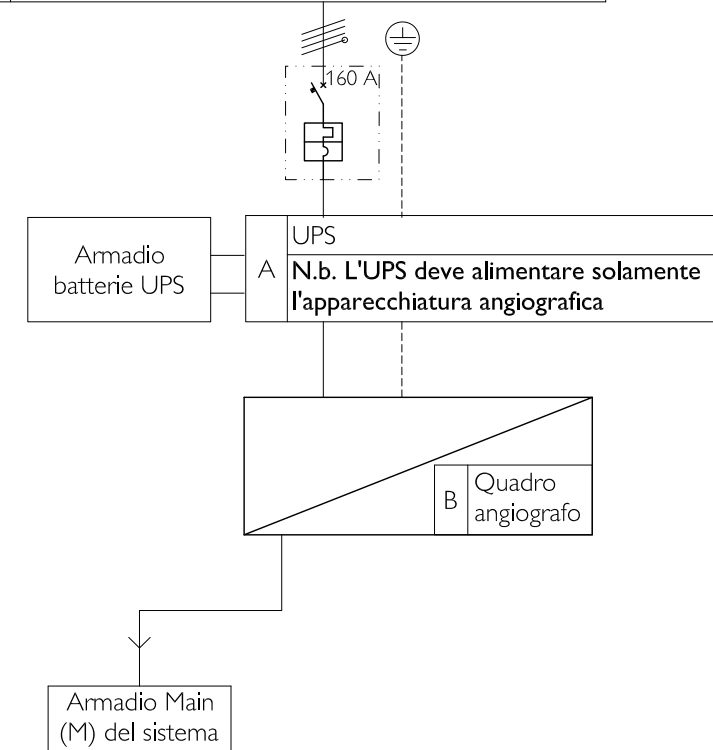 160 A
UPS
Armadio
batterie UPS
A
N.b. L'UPS deve alimentare solamente
l'apparecchiatura angiografica
B
Quadro
angiografo
Armadio Main
(M) del sistema